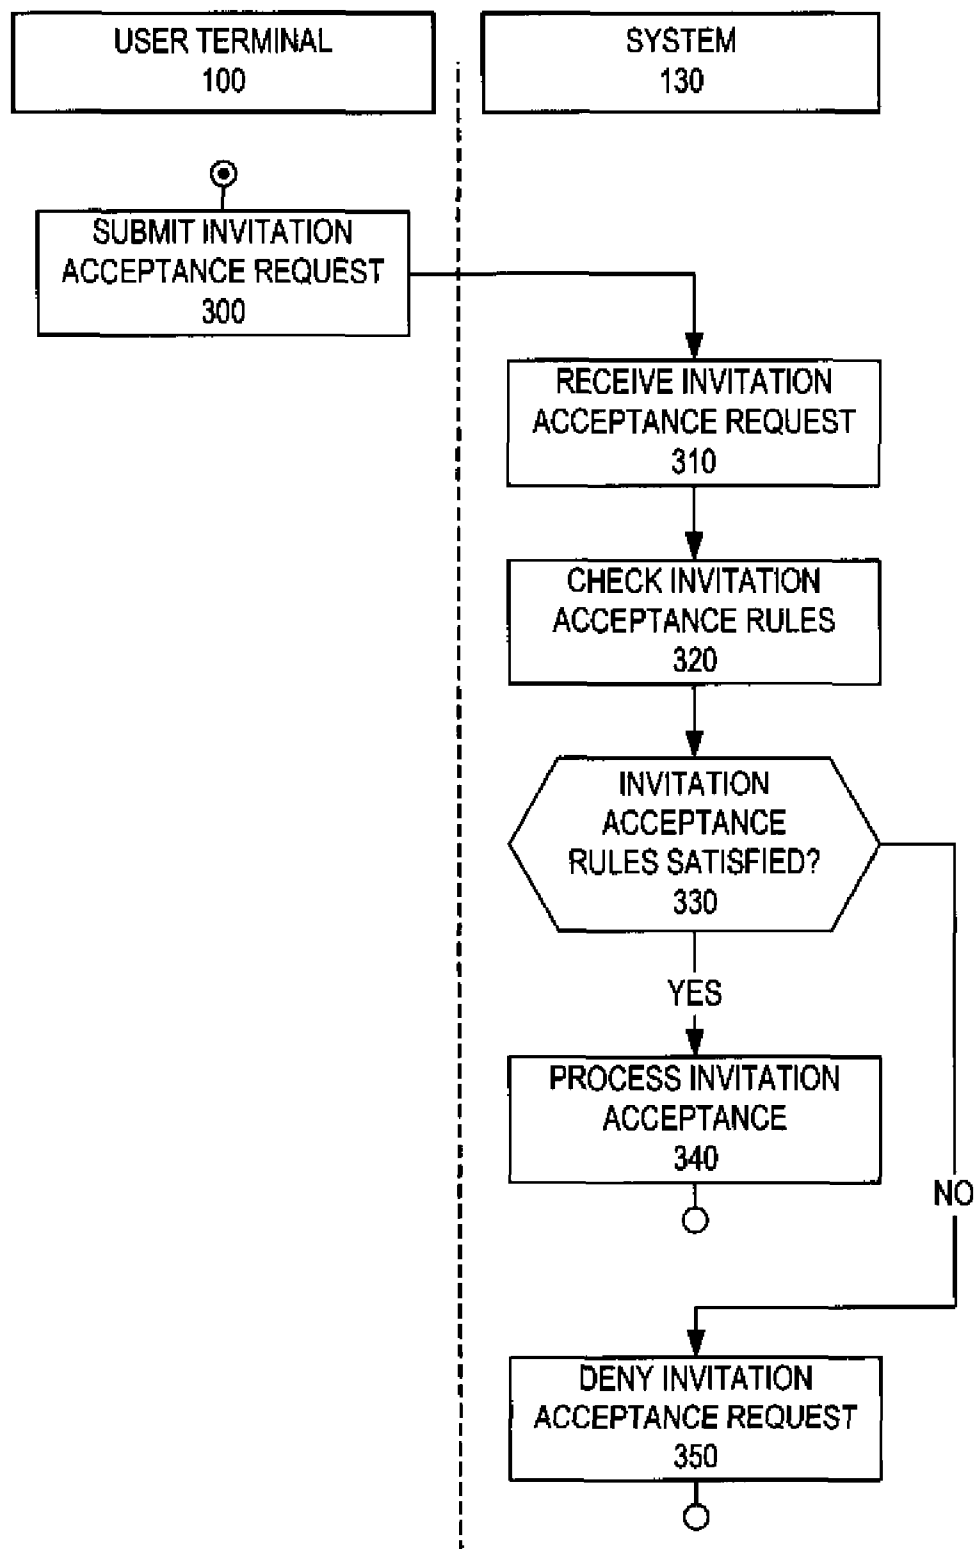 USER TERMINAL
100
SYSTEM
130
SUBMIT INVITATION
ACCEPTANCE REQUEST
300
RECEIVE INVITATION
ACCEPTANCE REQUEST
310
CHECK INVITATION
ACCEPTANCE RULES
320
INVITATION
ACCEPTANCE
RULES SATISFIED?
330
YES
PROCESS INVITATION
ACCEPTANCE
340
NO
DENY INVITATION
ACCEPTANCE REQUEST
350